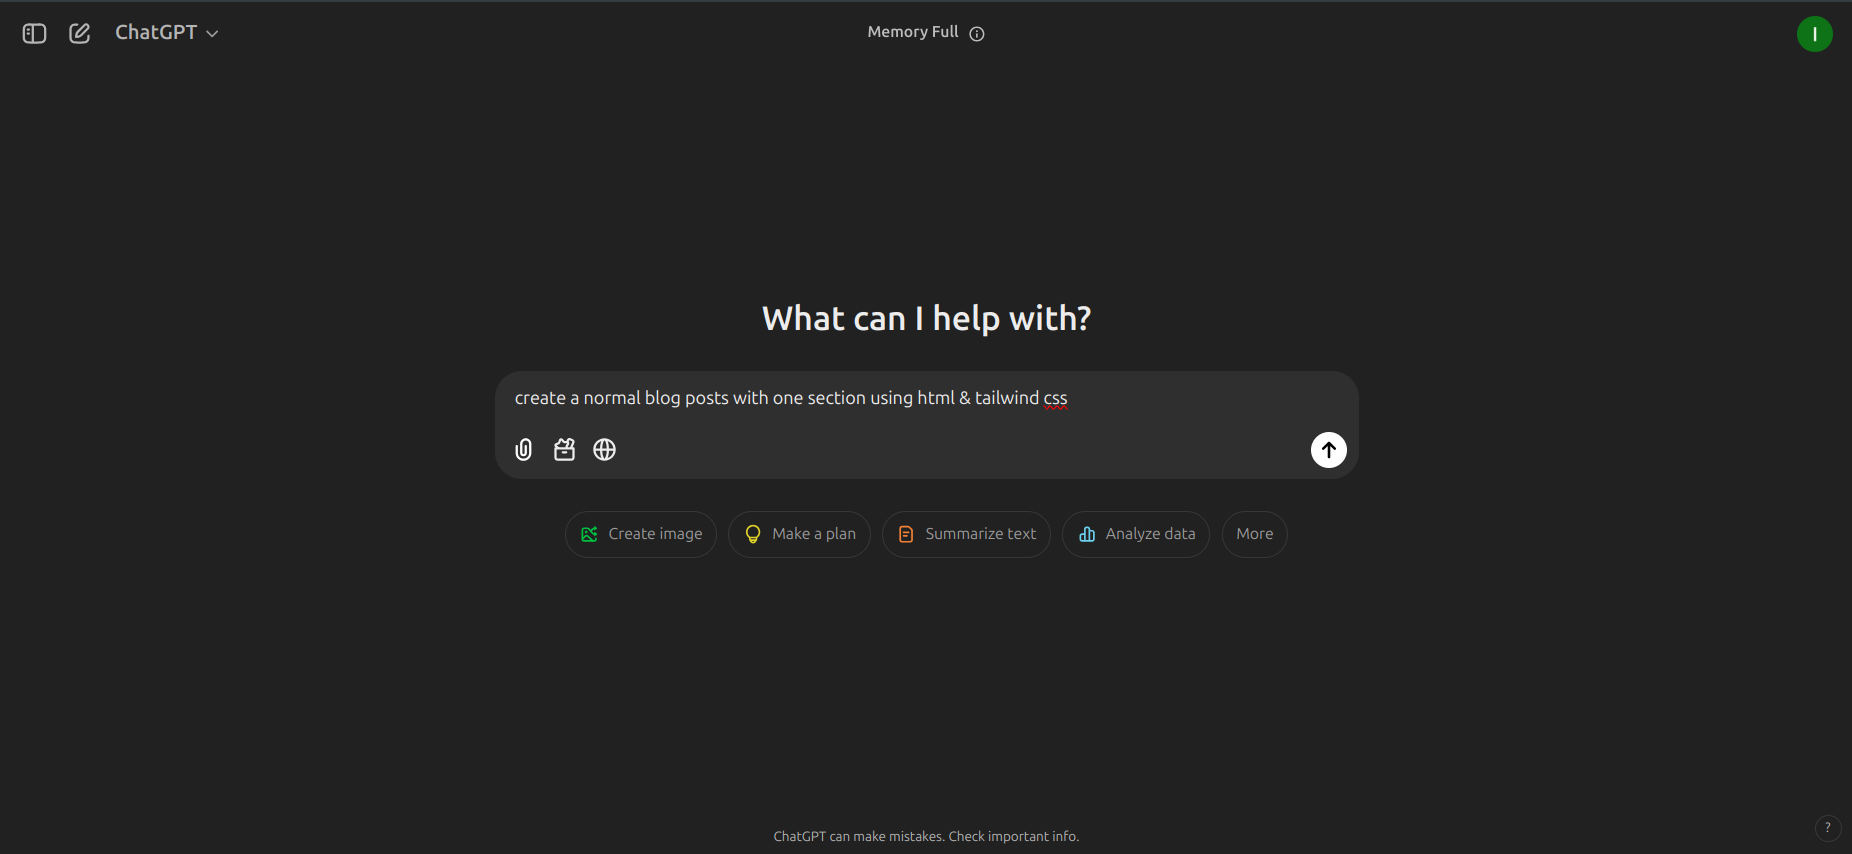 ChatGPT
Memory Full
I
What can I help with?
create a normal blog posts with one section using html & tailwind css
Create image
Make a plan
Summarize text
Analyze data
More
ChatGPT can make mistakes. Check important info.
?